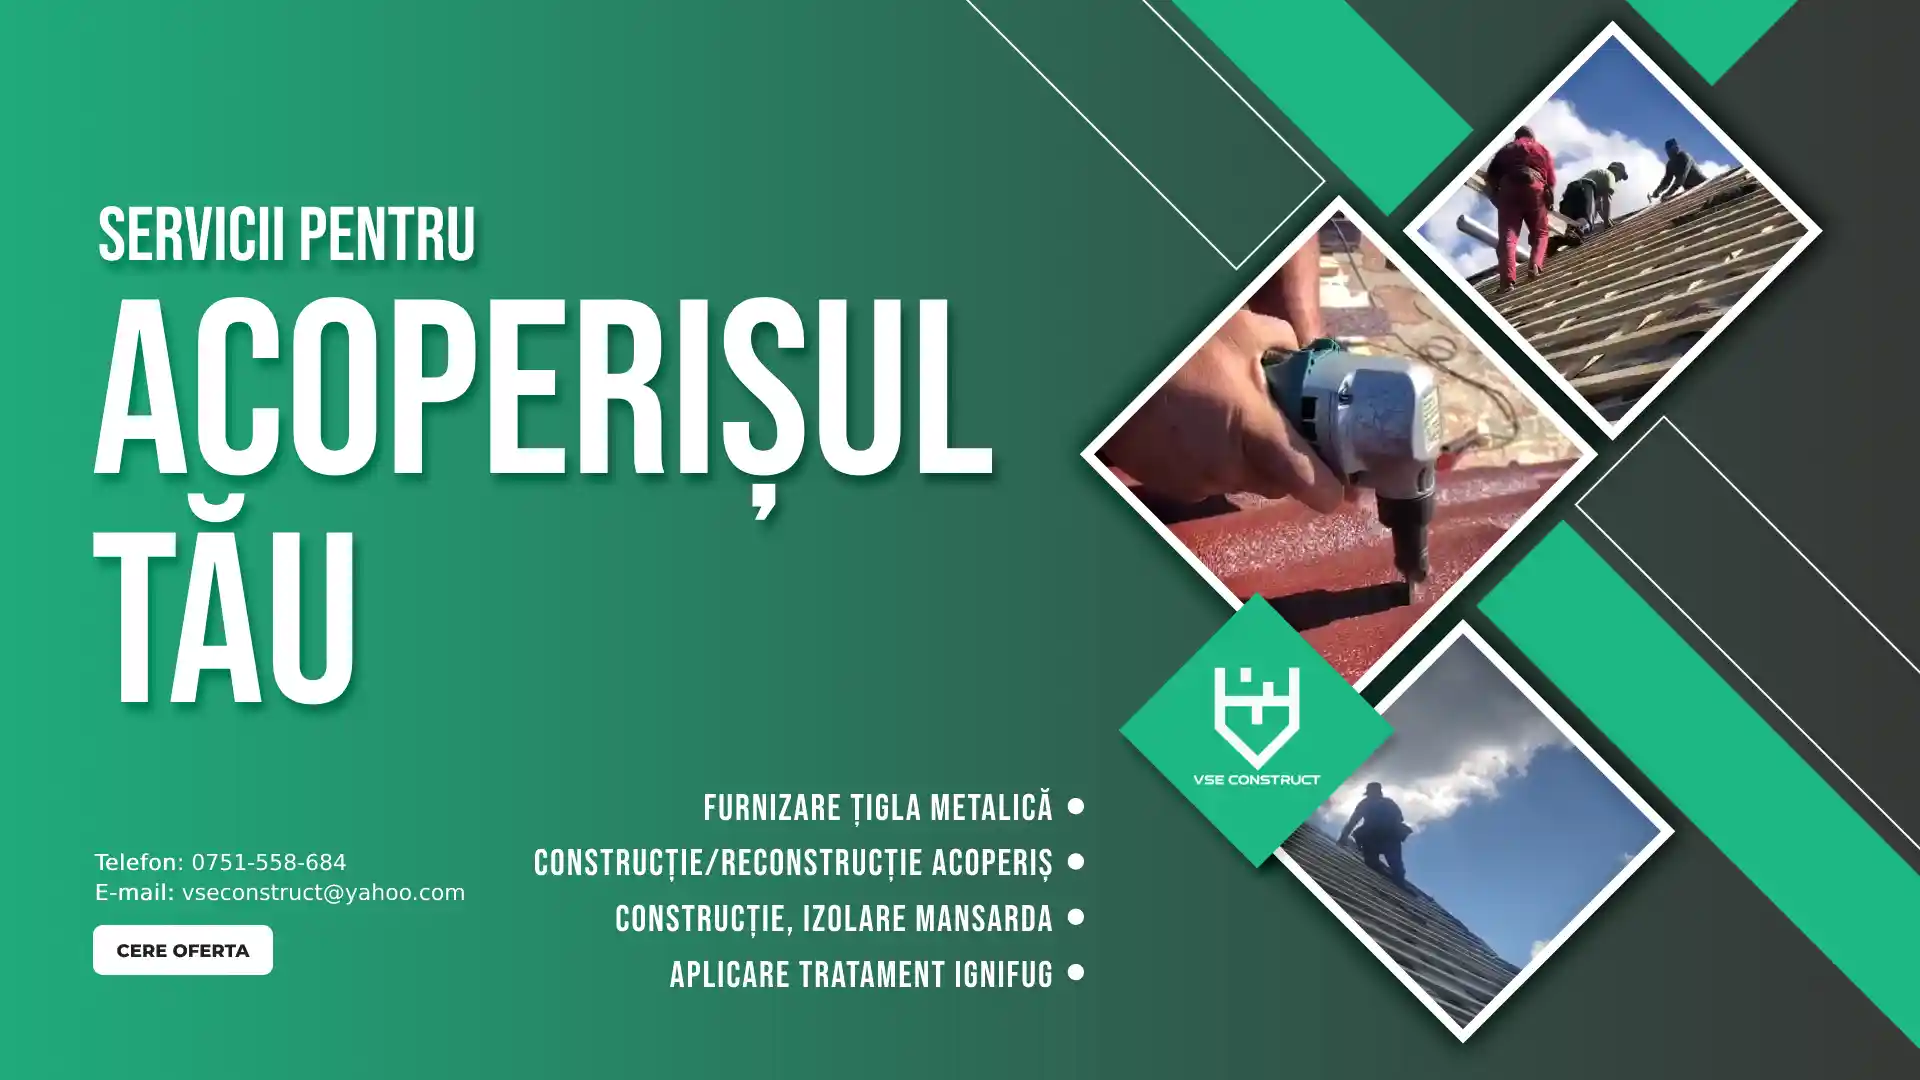 SERVICII PENTRU
ACOPERIȘUL
TĂU
VSE CONSTRUCT
FURNIZARE ȚIGLA METALICĂ
CONSTRUCȚIE/RECONSTRUCȚIE ACOPERIȘ
CONSTRUCȚIE, IZOLARE MANSARDA
APLICARE TRATAMENT IGNIFUG
Telefon: 0751-558-684
E-mail: vseconstruct@yahoo.com
CERE OFERTA